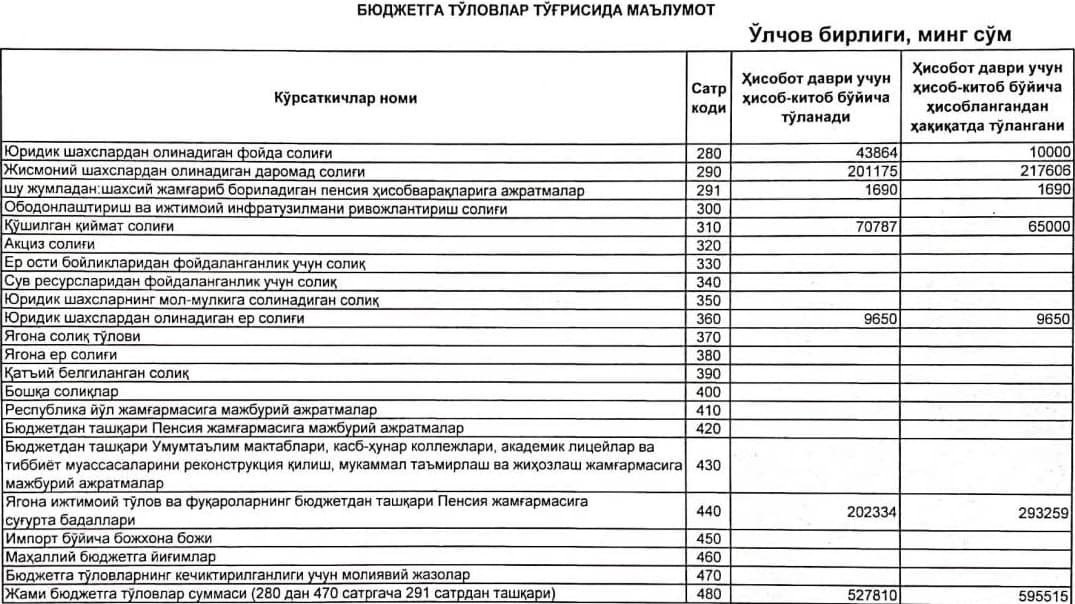 БЮДЖЕТГА ТЎЛОВЛАР ТЎҒРИСИДА МАЪЛУМОТ
Ўлчов бирлиги, минг сўм
Кўрсаткичлар номи
Сатр коди
Ҳисобот даври учун ҳисоб-китоб бўйича тўланади
Ҳисобот даври учун ҳисоб-китоб бўйича ҳисоблангандан ҳақиқатда тўлангани
Юридик шахслардан олинадиган фойда солиғи 280 43864 10000
Жисмоний шахслардан олинадиган даромад солиғи 290 201175 217606
шу жумладан:шахсий жамғариб бориладиган пенсия ҳисобварақларига ажратмалар 291 1690 1690
Ободонлаштириш ва ижтимоий инфратузилмани ривожлантириш солиғи 300
Қўшилган қиймат солиғи 310 70787 65000
Акциз солиғи 320
Ер ости бойликларидан фойдаланганлик учун солиқ 330
Сув ресурсларидан фойдаланганлик учун солиқ 340
Юридик шахсларнинг мол-мулкига солинадиган солиқ 350
Юридик шахслардан олинадиган ер солиғи 360 9650 9650
Ягона солиқ тўлови 370
Ягона ер солиғи 380
Қатъий белгиланган солиқ 390
Бошқа солиқлар 400
Республика йўл жамғармасига мажбурий ажратмалар 410
Бюджетдан ташқари Пенсия жамғармасига мажбурий ажратмалар 420
Бюджетдан ташқари Умумтаълим мактаблари, касб-ҳунар коллежлари, академик лицейлар ва
тиббиёт муассасаларини реконструкция қилиш, мукаммал таъмирлаш ва жиҳозлаш жамғармасига 430
мажбурий ажратмалар
Ягона ижтимоий тўлов ва фуқароларнинг бюджетдан ташқари Пенсия жамғармасига
суғурта бадаллари 440 202334 293259
Импорт бўйича божхона божи 450
Маҳаллий бюджетга йиғимлар 460
Бюджетга тўловларнинг кечиктирилганлиги учун молиявий жазолар 470
Жами бюджетга тўловлар суммаси (280 дан 470 сатргача 291 сатрдан ташқари) 480 527810 595515